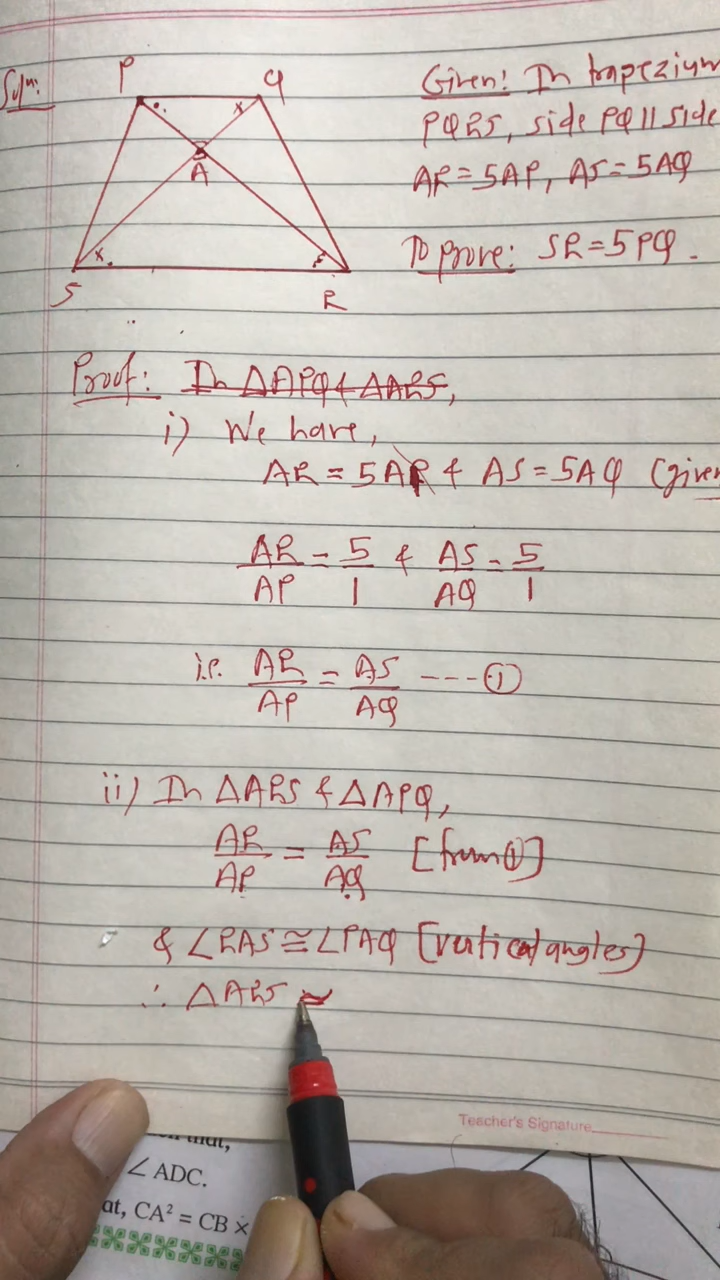 Soln:
P Q
A
S R
Given: In trapezium
PQRS, side PQ || side
AR = 5AP, AS = 5AQ
To prove: SR = 5PQ.
Proof: In △APQ & △ARS,
i) We have,
AR = 5AP & AS = 5AQ (given
AR/AP = 5/1 & AS/AQ = 5/1
i.e. AR/AP = AS/AQ ---- ①
ii) In △ARS & △APQ,
AR/AP = AS/AQ [from ①]
& ∠RAS ≅ ∠PAQ [vertical angles]
∴ △ARS ~
Teacher's Signature
that,
∠ ADC.
at, CA² = CB ×